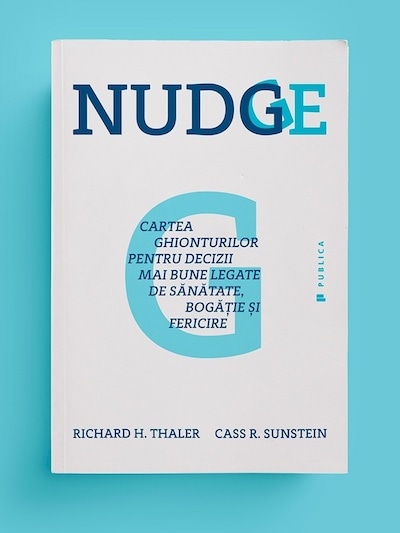 NUDGE
G
CARTEA
GHIONTURILOR
PENTRU DECIZII
MAI BUNE LEGATE
DE SĂNĂTATE,
BOGĂȚIE ȘI
FERICIRE
PUBLICA
RICHARD H. THALER CASS R. SUNSTEIN